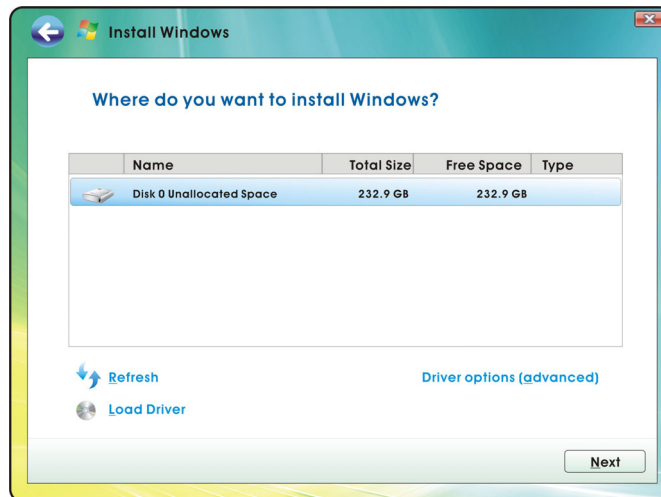 Install Windows
Where do you want to install Windows?
Name Total Size Free Space Type
Disk 0 Unallocated Space 232.9 GB 232.9 GB
Refresh Driver options (advanced)
Load Driver
Next